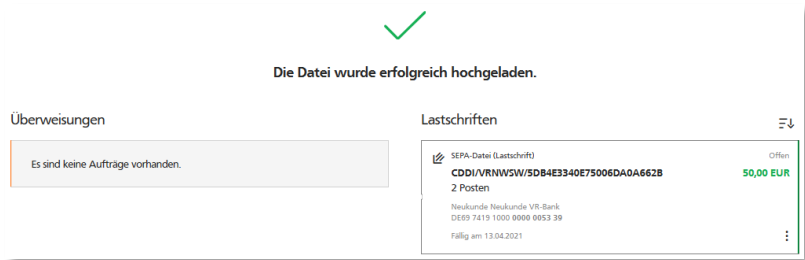 Die Datei wurde erfolgreich hochgeladen.
Überweisungen
Es sind keine Aufträge vorhanden.
Lastschriften
SEPA-Datei (Lastschrift) Offen
CDDI/VRNWSW/5DB4E3340E75006DA0A662B 50,00 EUR
2 Posten
Neukunde Neukunde VR-Bank
DE69 7419 1000 0000 0053 39
Fällig am 13.04.2021